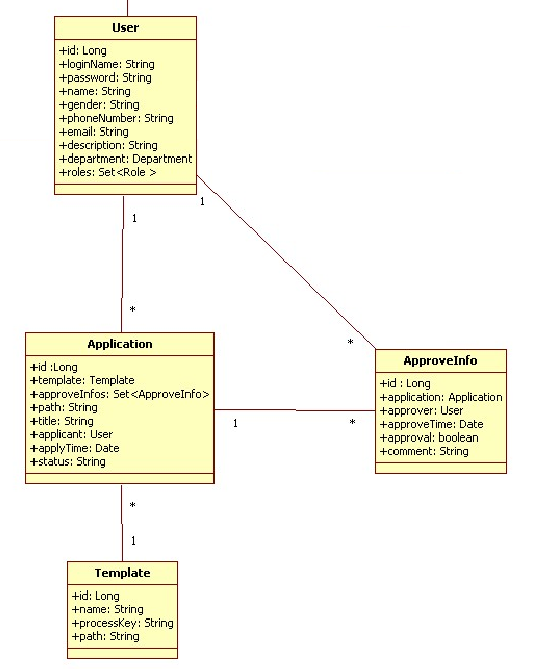 User
+id: Long
+loginName: String
+password: String
+name: String
+gender: String
+phoneNumber: String
+email: String
+description: String
+department: Department
+roles: Set<Role >
1
1
*
*
Application
+id :Long
+template: Template
+approveInfos: Set<ApproveInfo>
+path: String
+title: String
+applicant: User
+applyTime: Date
+status: String
ApproveInfo
+id : Long
+application: Application
+approver: User
+approveTime: Date
+approval: boolean
+comment: String
1
*
*
1
Template
+id: Long
+name: String
+processKey: String
+path: String